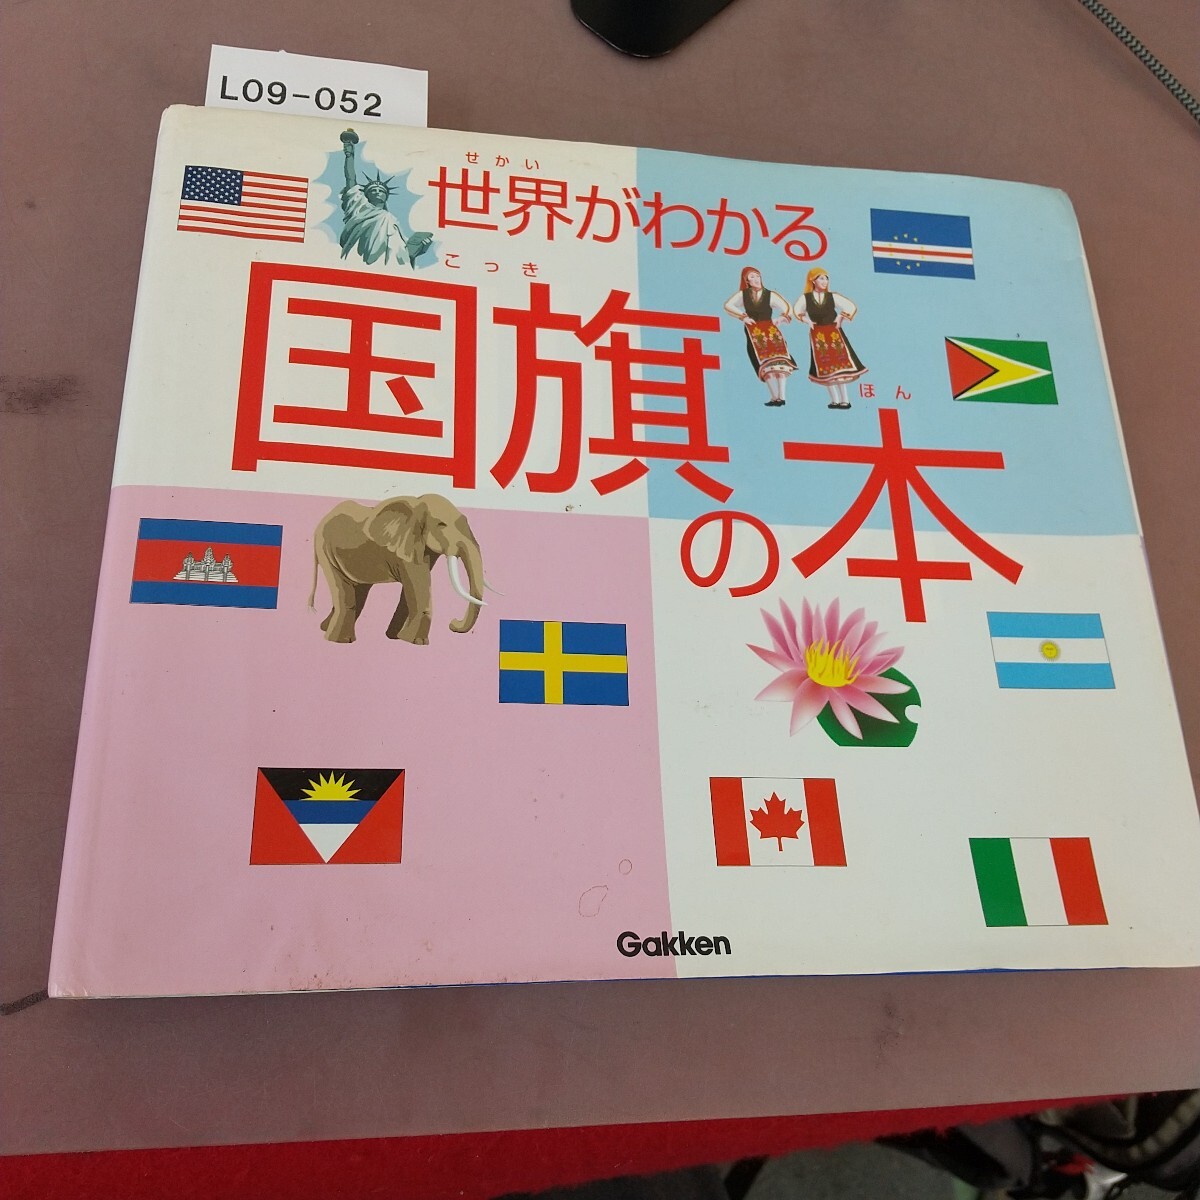 L09-052
せかい
世界がわかる
こっき
国旗
ほん
の本
Gakken